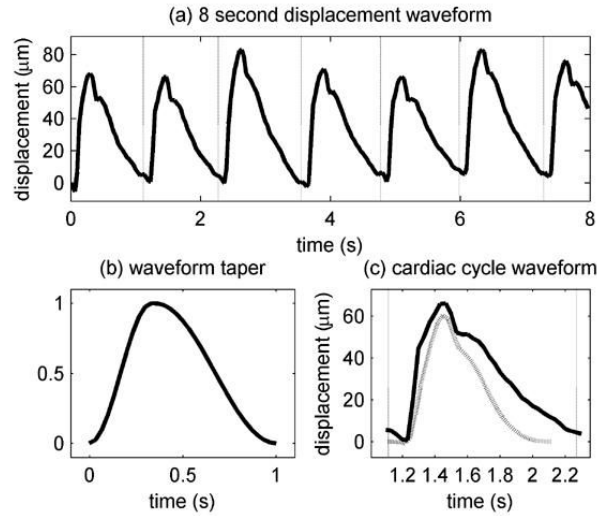 (a) 8 second displacement waveform
displacement (μm)
80
60
40
20
0
0 2 4 6 8
time (s)
(b) waveform taper
1
0.5
0
0 0.5 1
time (s)
(c) cardiac cycle waveform
displacement (μm)
60
40
20
0
1.2 1.4 1.6 1.8 2 2.2
time (s)